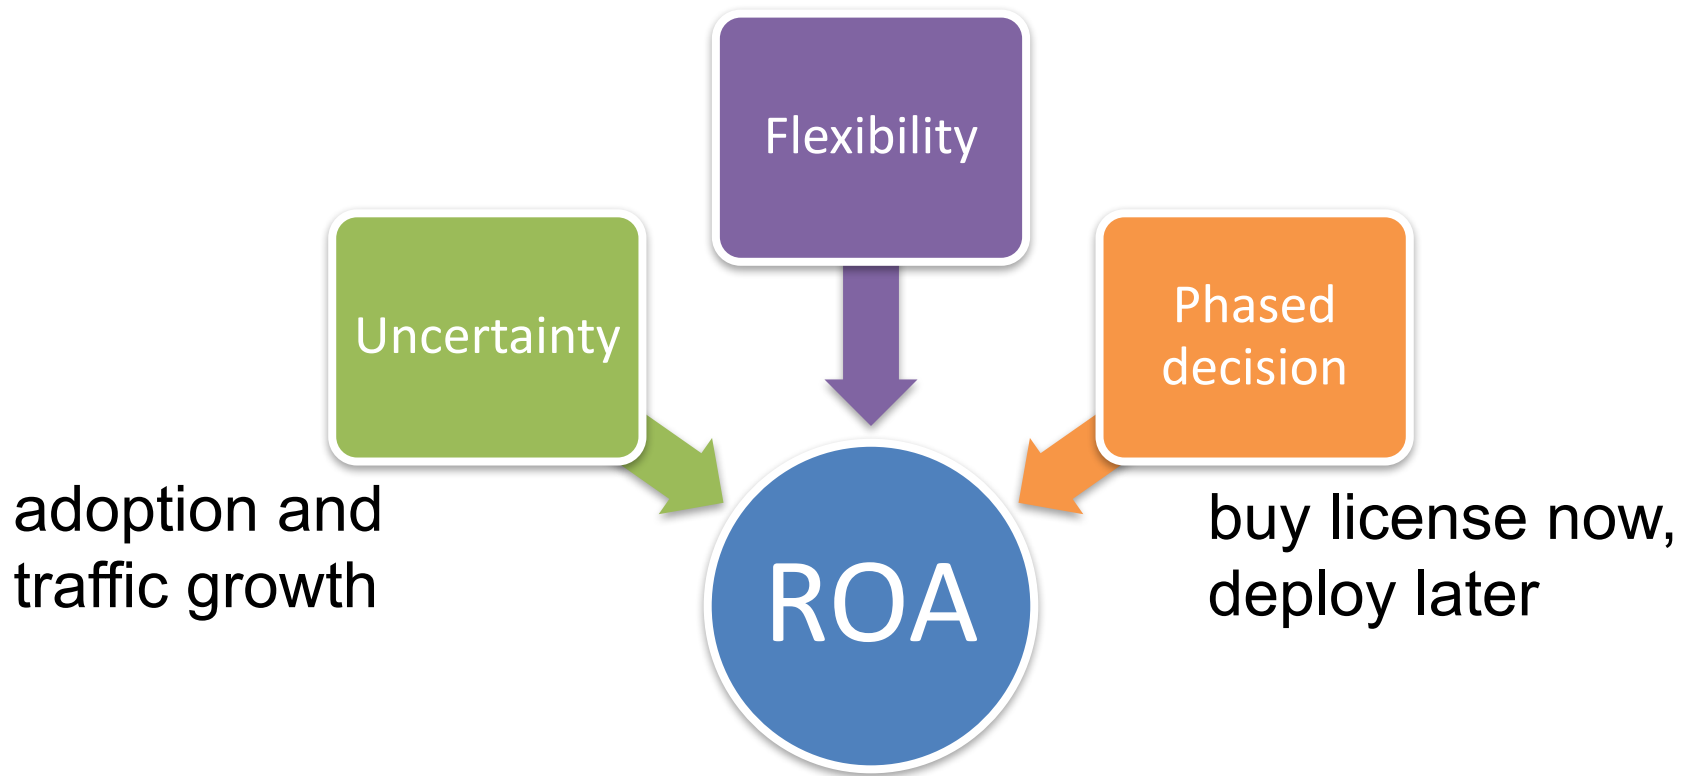 Flexibility
Uncertainty
Phased
decision
adoption and
traffic growth
buy license now,
deploy later
ROA